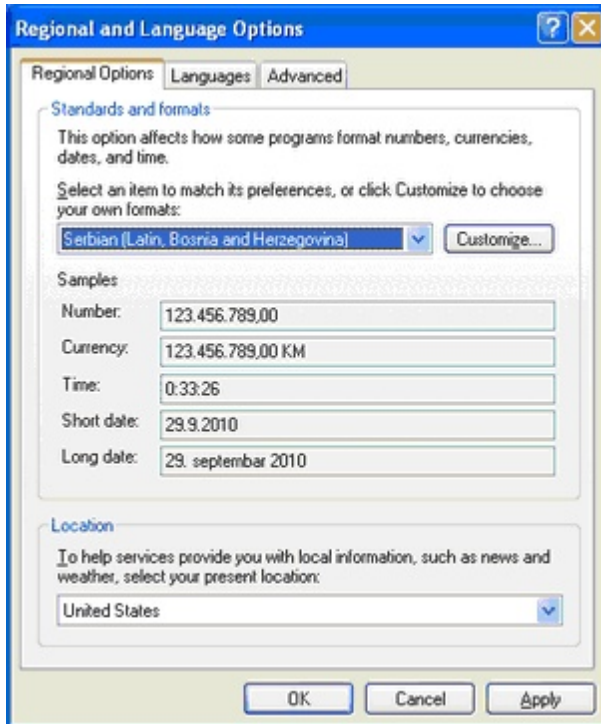 Regional and Language Options
Regional Options Languages Advanced
Standards and formats
This option affects how some programs format numbers, currencies,
dates, and time.
Select an item to match its preferences, or click Customize to choose
your own formats:
Serbian (Latin, Bosnia and Herzegovina) Customize...
Samples
Number: 123.456.789,00
Currency: 123.456.789,00 KM
Time: 0:33:26
Short date: 29.9.2010
Long date: 29. septembar 2010
Location
To help services provide you with local information, such as news and
weather, select your present location:
United States
OK Cancel Apply